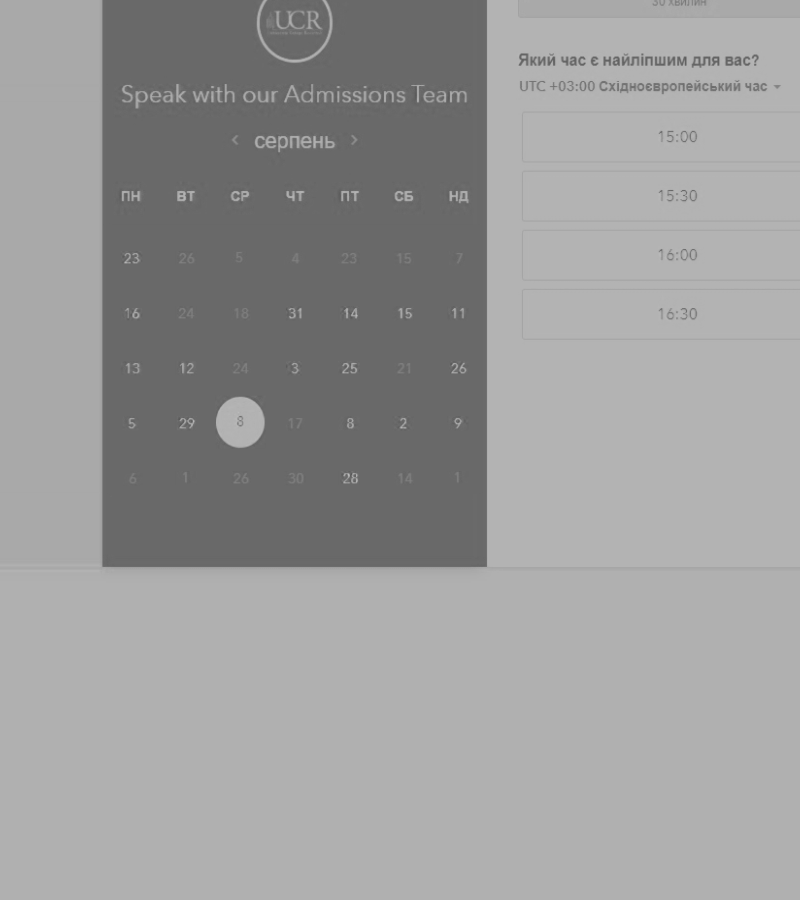 UCR
30 хвилин
Speak with our Admissions Team
серпень
ПН ВТ СР ЧТ ПТ СБ НД
23 26 5 4 23 15 7
16 24 18 31 14 15 11
13 12 24 3 25 21 26
5 29 8 17 8 2 9
6 1 26 30 28 14 1
Який час є найліпшим для вас?
UTC +03:00 Східноєвропейський час
15:00
15:30
16:00
16:30